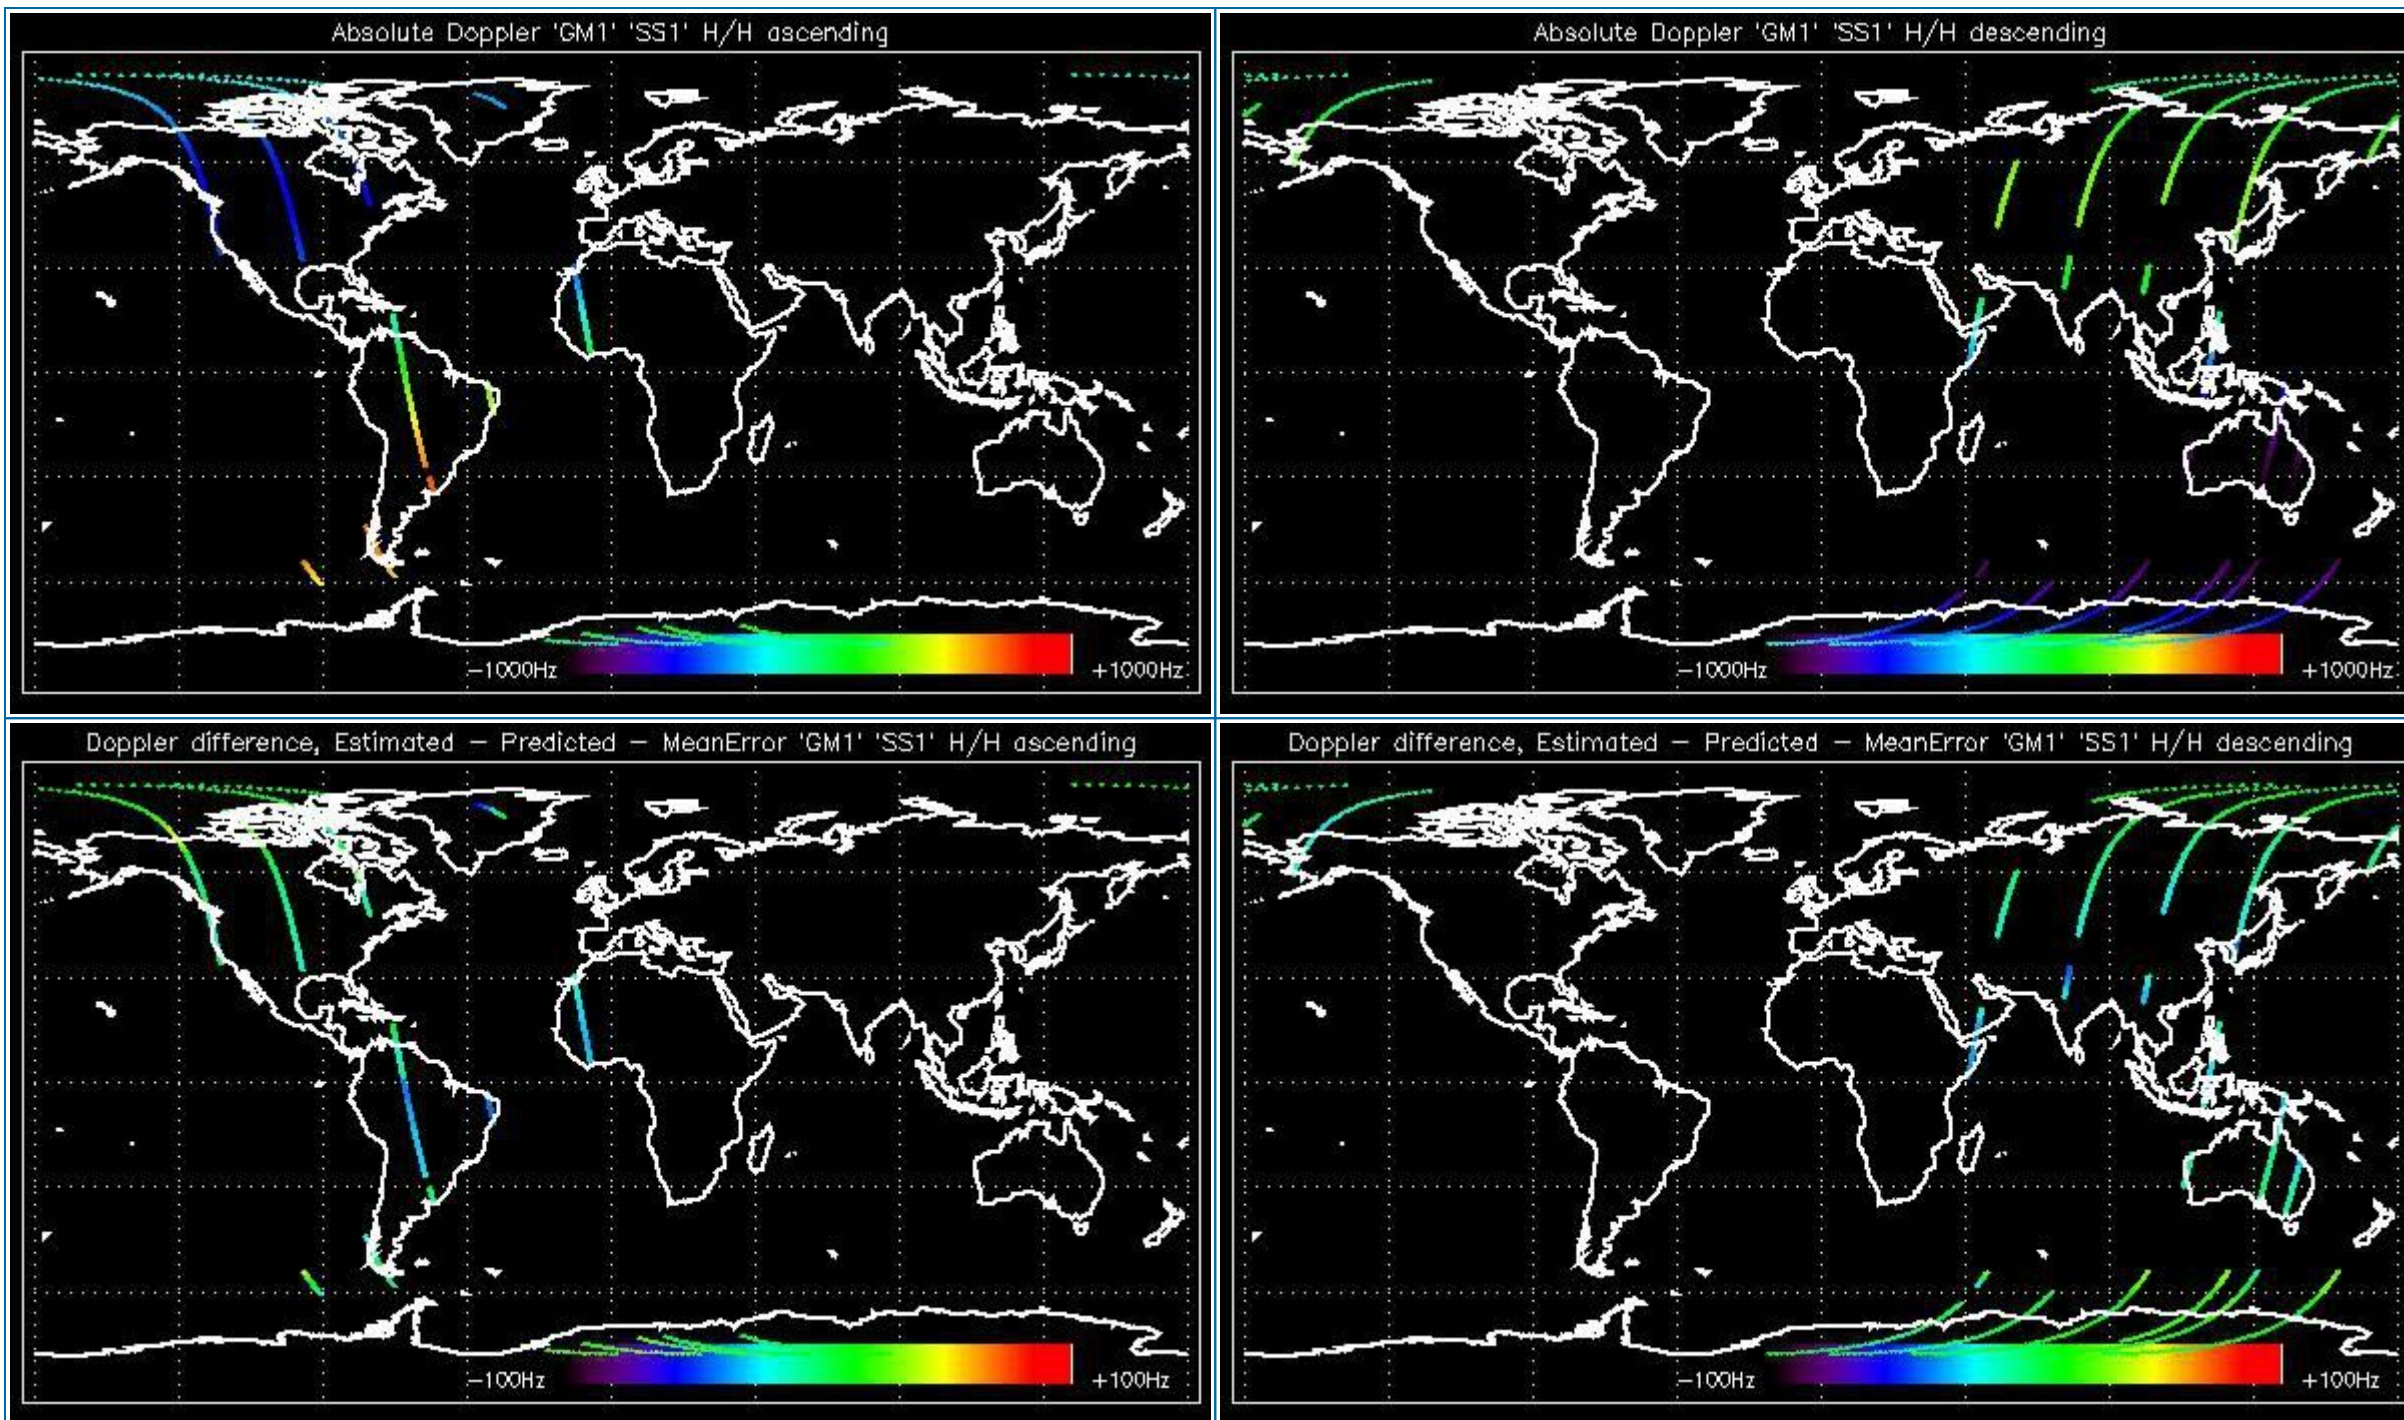 Absolute Doppler 'GM1' 'SS1' H/H ascending
-1000Hz
+1000Hz
Absolute Doppler 'GM1' 'SS1' H/H descending
-1000Hz
+1000Hz
Doppler difference, Estimated - Predicted - MeanError 'GM1' 'SS1' H/H ascending
-100Hz
+100Hz
Doppler difference, Estimated - Predicted - MeanError 'GM1' 'SS1' H/H descending
-100Hz
+100Hz